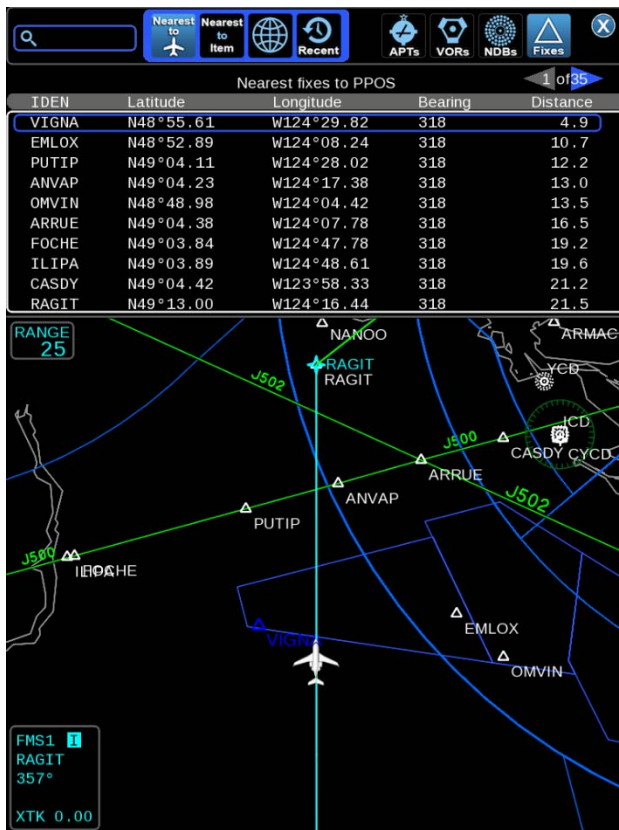 Nearest to
Nearest to Item
Recent
APTs
VORs
NDBs
Fixes
X
Nearest fixes to PPOS
1 of 35
IDEN Latitude Longitude Bearing Distance
VIGNA N48°55.61 W124°29.82 318 4.9
EMLOX N48°52.89 W124°08.24 318 10.7
PUTIP N49°04.11 W124°28.02 318 12.2
ANVAP N49°04.23 W124°17.38 318 13.0
OMVIN N48°48.98 W124°04.42 318 13.5
ARRUE N49°04.38 W124°07.78 318 16.5
FOCHE N49°03.84 W124°47.78 318 19.2
ILIPA N49°03.89 W124°48.61 318 19.6
CASDY N49°04.42 W123°58.33 318 21.2
RAGIT N49°13.00 W124°16.44 318 21.5
RANGE
25
NANOO
ARMAC
RAGIT
RAGIT
YCD
J502
ICD
J500
CASDY
CYCD
ARRUE
ANVAP
J502
PUTIP
J500
ILIPA
FOCHE
EMLOX
VIGNA
OMVIN
FMS1 I
RAGIT
357°
XTK 0.00